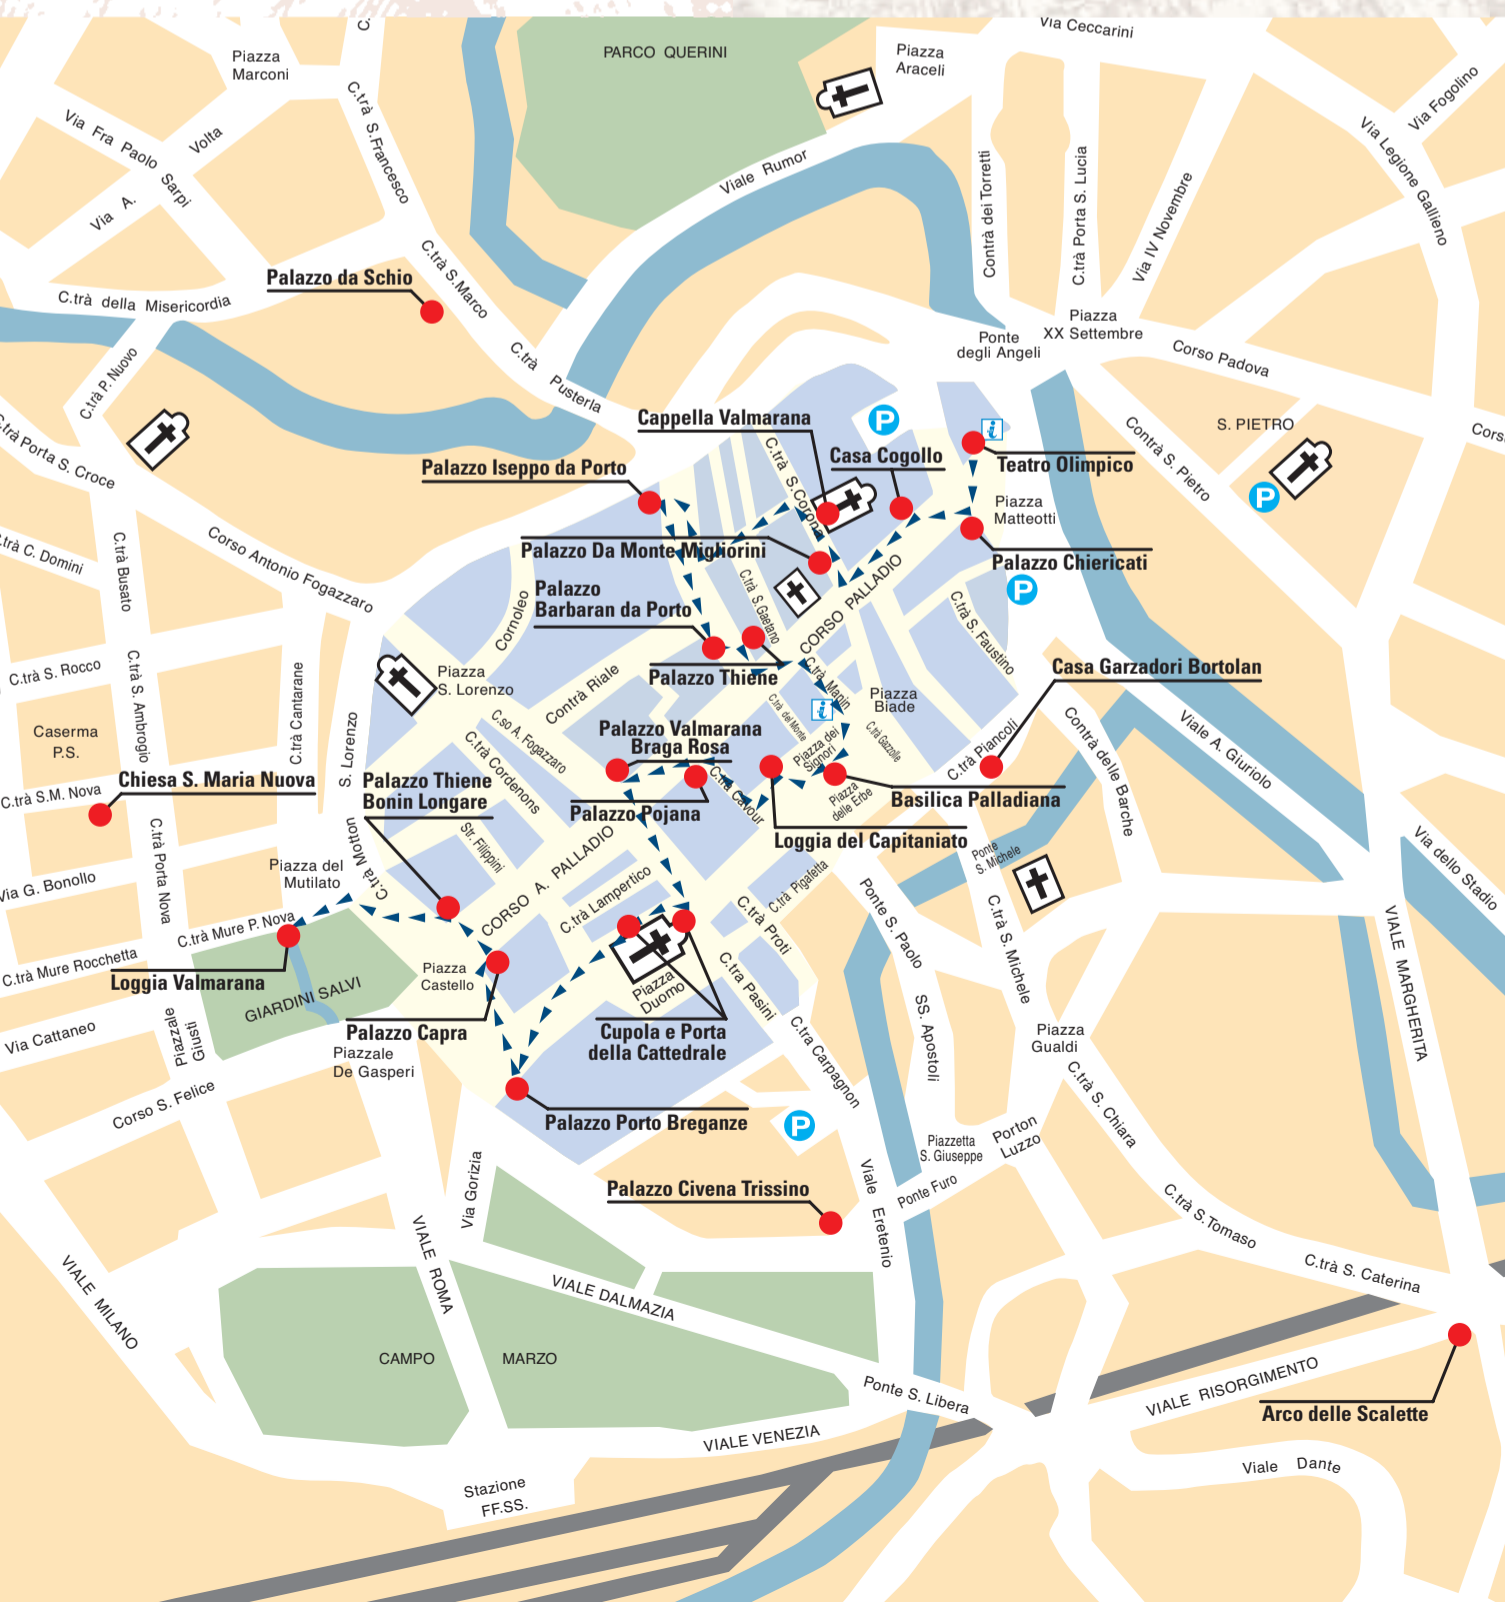 PARCO QUERINI
Piazza
Araceli
Via Ceccarini
Via Fogolino
Via Legione Gallieno
Piazza
Marconi
C.trà S.Francesco
Via Fra Paolo Sarpi
Via A. Volta
Viale Rumor
Contrà dei Torretti
C.trà Porta S. Lucia
Via IV Novembre
C.trà S.Marco
Palazzo da Schio
C.trà della Misericordia
C.trà P. Nuovo
C.trà Pusterla
Piazza
XX Settembre
Ponte
degli Angeli
Corso Padova
Contrà S. Pietro
S. PIETRO
Cors
.trà Porta S. Croce
Cappella Valmarana
Casa Cogollo
Teatro Olimpico
Palazzo Iseppo da Porto
C.trà S.Corona
Piazza
Matteotti
Palazzo Chiericati
Palazzo Da Monte Migliorini
Palazzo
Barbaran da Porto
C.trà S.Gaetano
CORSO PALLADIO
C.trà S. Faustino
.trà C. Domini
C.trà Busato
Corso Antonio Fogazzaro
Cornoleo
C.trà S. Rocco
C.trà S. Ambrogio
C.trà Cantarane
Piazza
S. Lorenzo
Contrà Riale
Palazzo Thiene
C.trà Manin
Piazza
Biade
Casa Garzadori Bortolan
C.trà del Monte
C.trà Gazzolle
C.trà Piancoli
Contrà delle Barche
Viale A. Giuriolo
Caserma
P.S.
S. Lorenzo
C.so A. Fogazzaro
C.trà Cordenons
Palazzo Valmarana
Braga Rosa
Piazza dei
Signori
Chiesa S. Maria Nuova
C.trà S.M. Nova
Palazzo Thiene
Bonin Longare
Palazzo Pojana
C.trà Cavour
Piazza
delle Erbe
Basilica Palladiana
Loggia del Capitaniato
C.trà Porta Nova
C.trà Motton
Str. Filippini
Piazza del
Mutilato
Via G. Bonollo
CORSO A. PALLADIO
C.trà Lampertico
C.trà Pigafetta
C.trà Proti
Ponte
S. Michele
Via dello Stadio
VIALE MARGHERITA
Ponte S. Paolo
C.trà S. Michele
C.trà Mure P. Nova
C.trà Mure Rocchetta
Loggia Valmarana
GIARDINI SALVI
Piazza
Castello
Piazza
Duomo
C.tra Pasini
SS. Apostoli
Via Cattaneo
Piazzale
Giusti
Palazzo Capra
Cupola e Porta
della Cattedrale
C.tra Carpagnon
Piazza
Gualdi
Piazzale
De Gasperi
Corso S. Felice
Palazzo Porto Breganze
C.trà S. Chiara
Porton
Luzzo
Piazzetta
S. Giuseppe
Ponte Furo
Via Gorizia
Palazzo Civena Trissino
Viale Eretenio
C.trà S.Tomaso
C.trà S. Caterina
VIALE MILANO
VIALE ROMA
VIALE DALMAZIA
CAMPO MARZO
Ponte S. Libera
VIALE RISORGIMENTO
Arco delle Scalette
VIALE VENEZIA
Viale Dante
Stazione
FF.SS.
C.
P
P
P
P
i
i